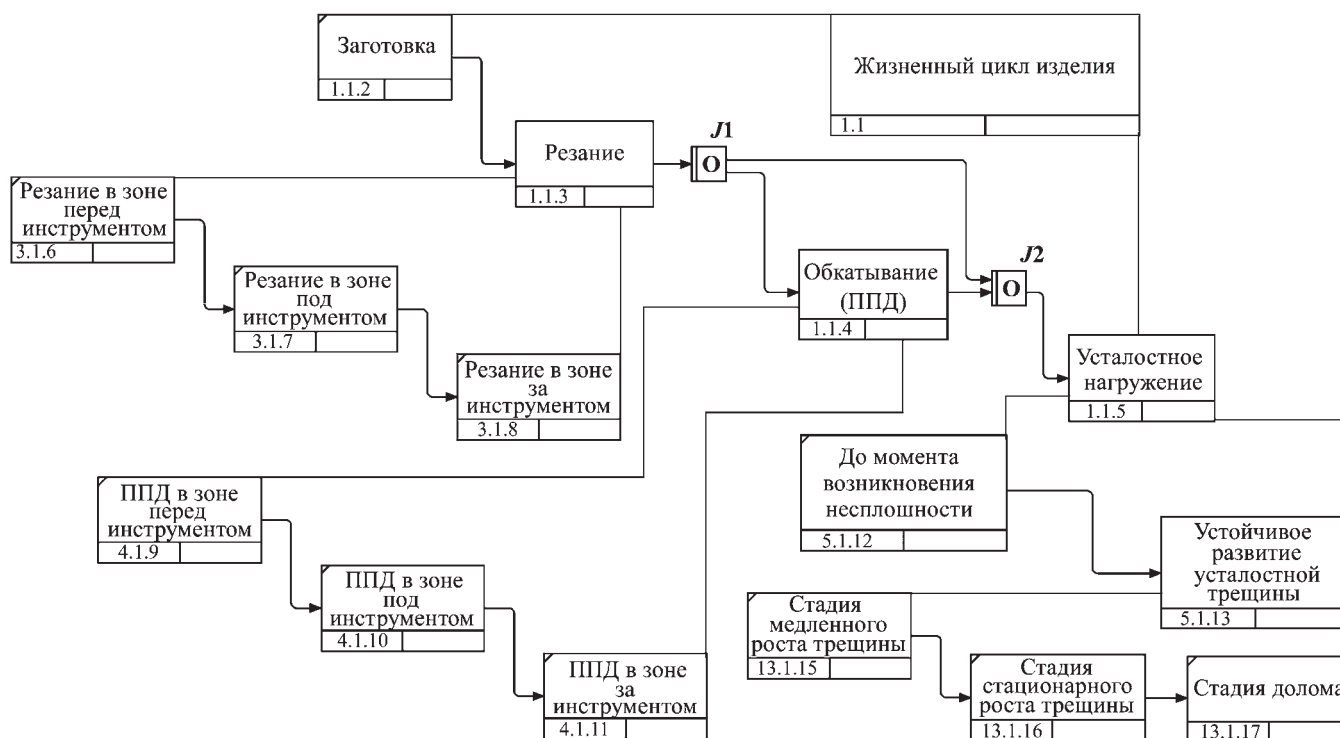 Заготовка
1.1.2
Жизненный цикл изделия
1.1
J1
Резание
О
1.1.3
Резание в зоне
перед
инструментом
3.1.6
J2
Обкатывание
(ППД)
О
1.1.4
Резание в зоне
под
инструментом
3.1.7
Усталостное
нагружение
1.1.5
Резание в зоне
за
инструментом
3.1.8
До момента
возникновения
несплошности
5.1.12
ППД в зоне
перед
инструментом
4.1.9
Устойчивое
развитие
усталостной
трещины
5.1.13
ППД в зоне
под
инструментом
4.1.10
Стадия
медленного
роста трещины
13.1.15
ППД в зоне
за
инструментом
4.1.11
Стадия
стационарного
роста трещины
13.1.16
Стадия долома
13.1.17